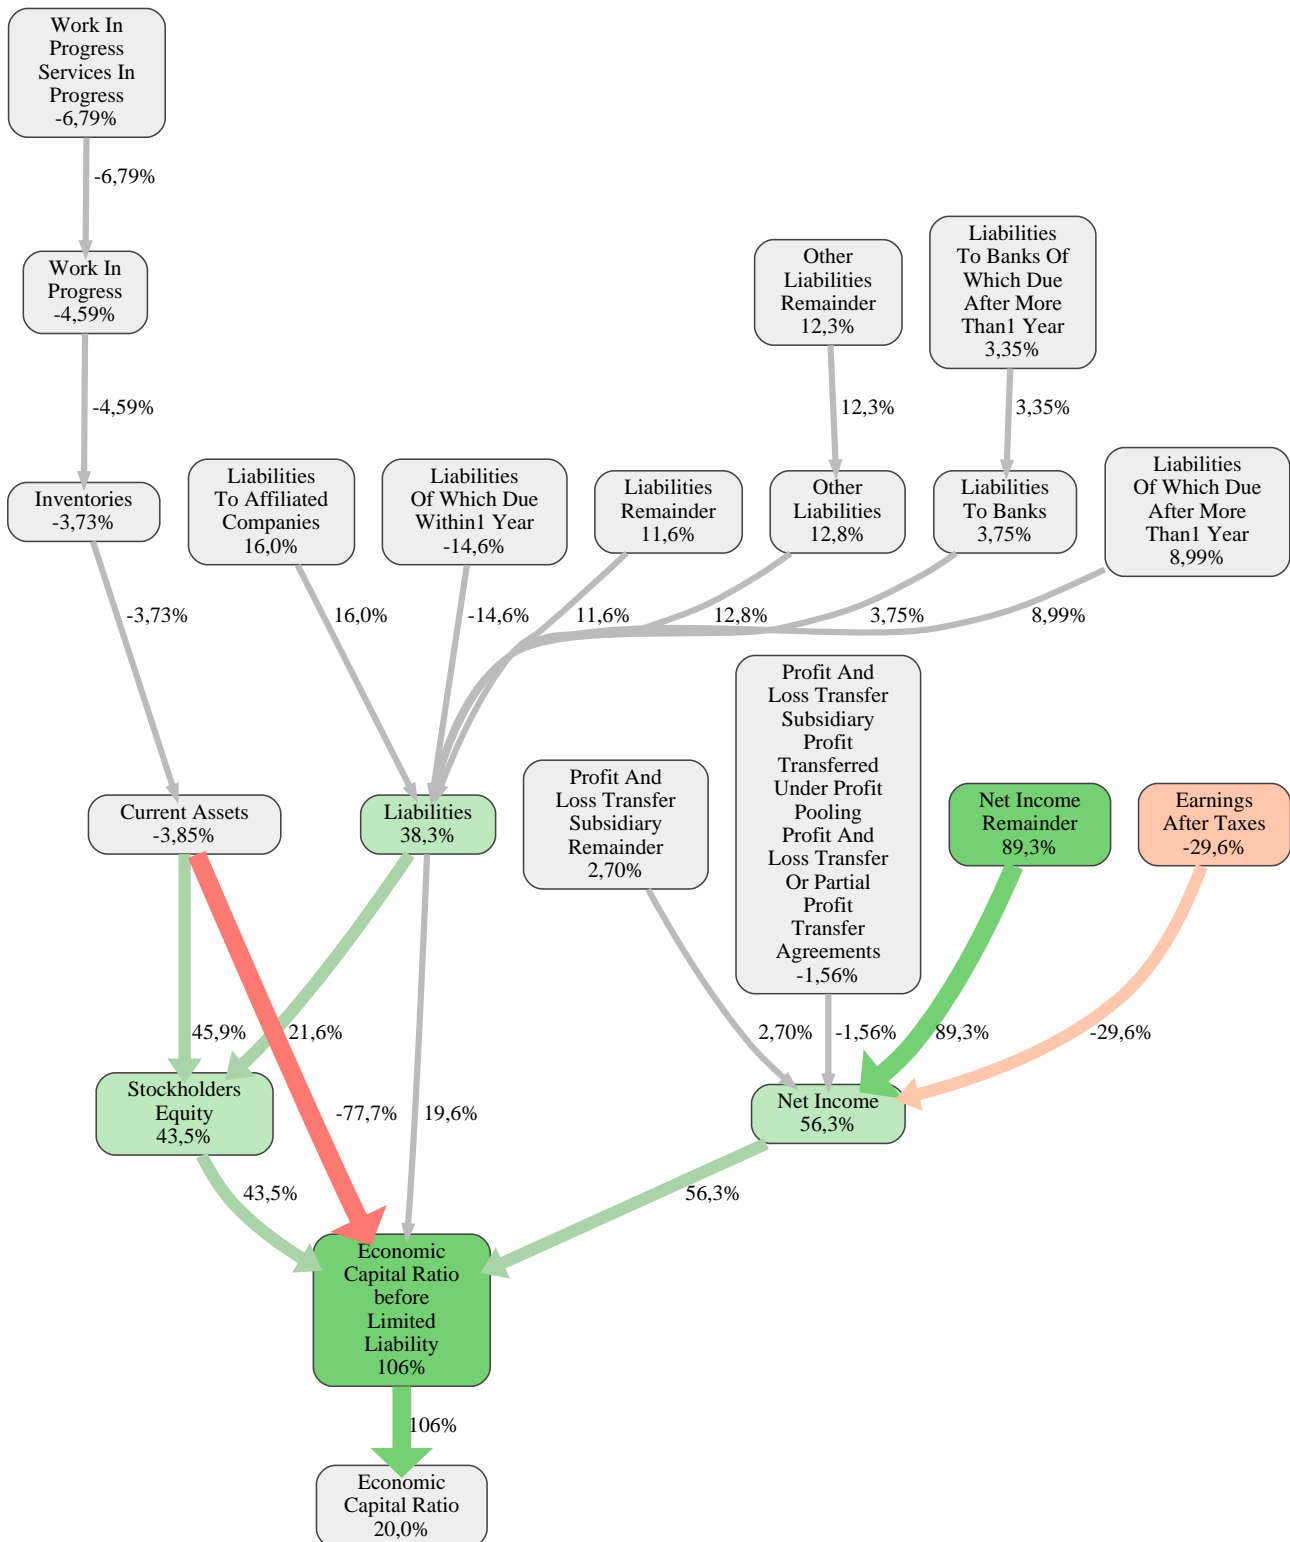 Work In
Progress
Services In
Progress
-6,79%
-6,79%
Work In
Progress
-4,59%
Other
Liabilities
Remainder
12,3%
Liabilities
To Banks Of
Which Due
After More
Than1 Year
3,35%
-4,59%
12,3%
3,35%
Inventories
-3,73%
Liabilities
To Affiliated
Companies
16,0%
Liabilities
Of Which Due
Within1 Year
-14,6%
Liabilities
Remainder
11,6%
Other
Liabilities
12,8%
Liabilities
To Banks
3,75%
Liabilities
Of Which Due
After More
Than1 Year
8,99%
-3,73%
16,0%
-14,6%
11,6%
12,8%
3,75%
8,99%
Current Assets
-3,85%
Liabilities
38,3%
Profit And
Loss Transfer
Subsidiary
Remainder
2,70%
Profit And
Loss Transfer
Subsidiary
Profit
Transferred
Under Profit
Pooling
Profit And
Loss Transfer
Or Partial
Profit
Transfer
Agreements
-1,56%
Net Income
Remainder
89,3%
Earnings
After Taxes
-29,6%
45,9%
21,6%
2,70%
-1,56%
89,3%
-29,6%
Stockholders
Equity
43,5%
-77,7%
19,6%
Net Income
56,3%
43,5%
56,3%
Economic
Capital Ratio
before
Limited
Liability
106%
106%
Economic
Capital Ratio
20,0%